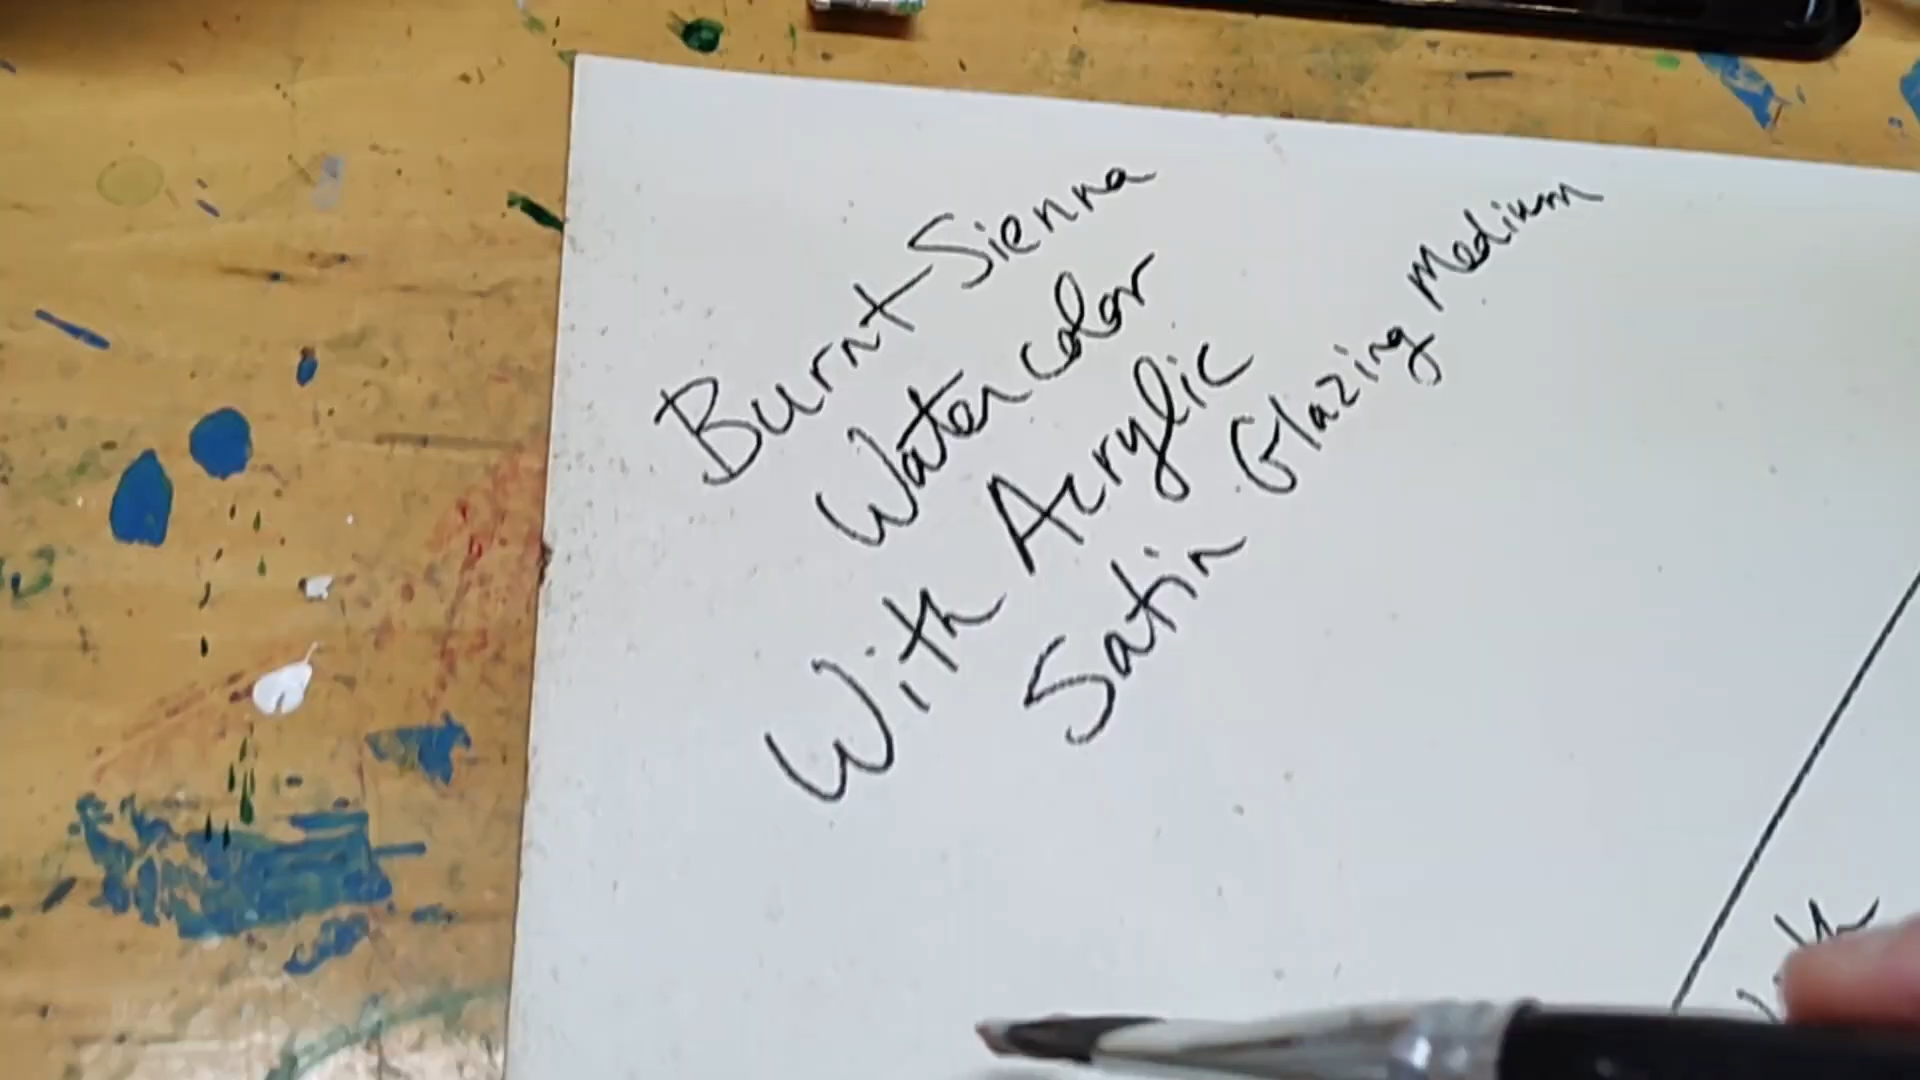 Burnt Sienna
Watercolor
With Acrylic
Satin Glazing Medium